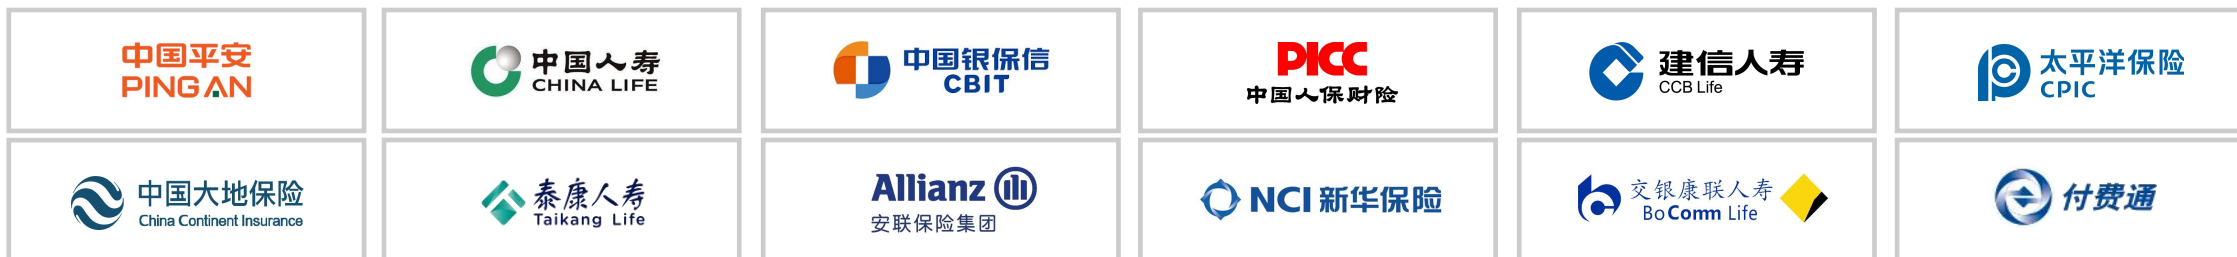 中国平安
PINGAN
中国人寿
CHINA LIFE
中国银保信
CBIT
PICC
中国人保财险
建信人寿
CCB Life
太平洋保险
CPIC
中国大地保险
China Continent Insurance
泰康人寿
Taikang Life
Allianz
安联保险集团
NCI 新华保险
交银康联人寿
BoComm Life
付费通